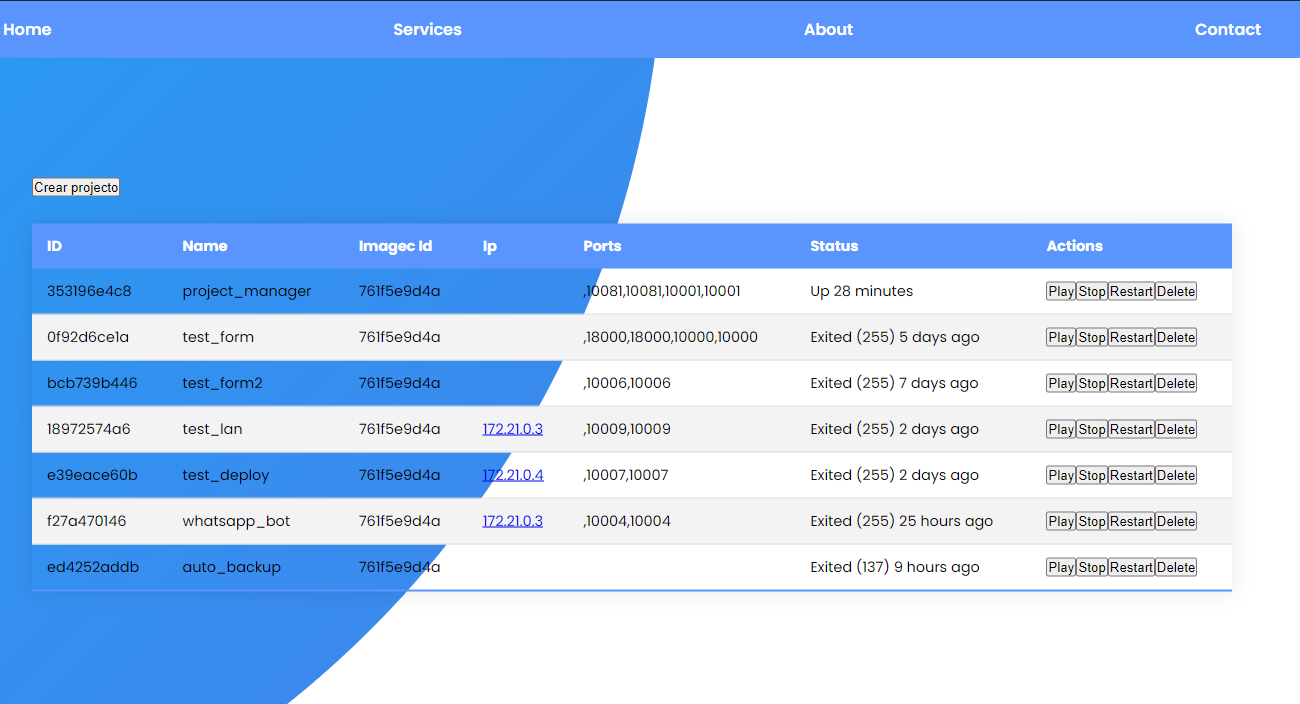 Home Services About Contact
Crear projecto
ID Name Imagec Id Ip Ports Status Actions
353196e4c8 project_manager 761f5e9d4a ,10081,10081,10001,10001 Up 28 minutes Play Stop Restart Delete
0f92d6ce1a test_form 761f5e9d4a ,18000,18000,10000,10000 Exited (255) 5 days ago Play Stop Restart Delete
bcb739b446 test_form2 761f5e9d4a ,10006,10006 Exited (255) 7 days ago Play Stop Restart Delete
18972574a6 test_lan 761f5e9d4a 172.21.0.3 ,10009,10009 Exited (255) 2 days ago Play Stop Restart Delete
e39eace60b test_deploy 761f5e9d4a 172.21.0.4 ,10007,10007 Exited (255) 2 days ago Play Stop Restart Delete
f27a470146 whatsapp_bot 761f5e9d4a 172.21.0.3 ,10004,10004 Exited (255) 25 hours ago Play Stop Restart Delete
ed4252addb auto_backup 761f5e9d4a Exited (137) 9 hours ago Play Stop Restart Delete